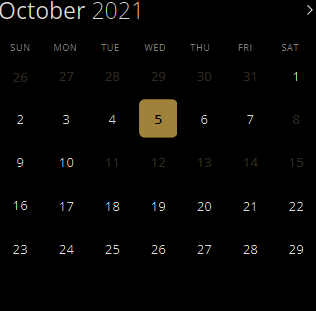 October 2021
SUN MON TUE WED THU FRI SAT
26 27 28 29 30 31 1
2 3 4 5 6 7 8
9 10 11 12 13 14 15
16 17 18 19 20 21 22
23 24 25 26 27 28 29